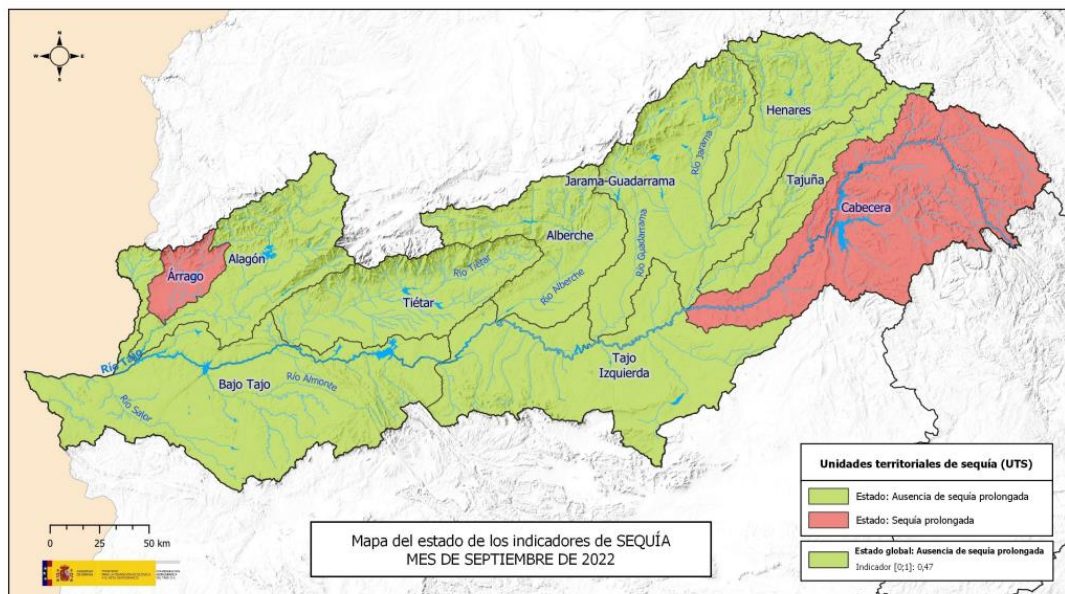 N
W
E
S
Henares
Río Jarama
Jarama-Guadarrama
Tajuña
Cabecera
Alberche
Río Guadarrama
Alagón
Árrago
Río Tiétar
Río Alberche
Tiétar
Río Tajo
Tajo
Izquierda
Bajo Tajo
Río Almonte
Río Salor
Unidades territoriales de sequía (UTS)
Estado: Ausencia de sequía prolongada
Estado: Sequía prolongada
Estado global: Ausencia de sequía prolongada
Indicador [0;1]: 0,47
0 25 50 km
Mapa del estado de los indicadores de SEQUÍA
MES DE SEPTIEMBRE DE 2022